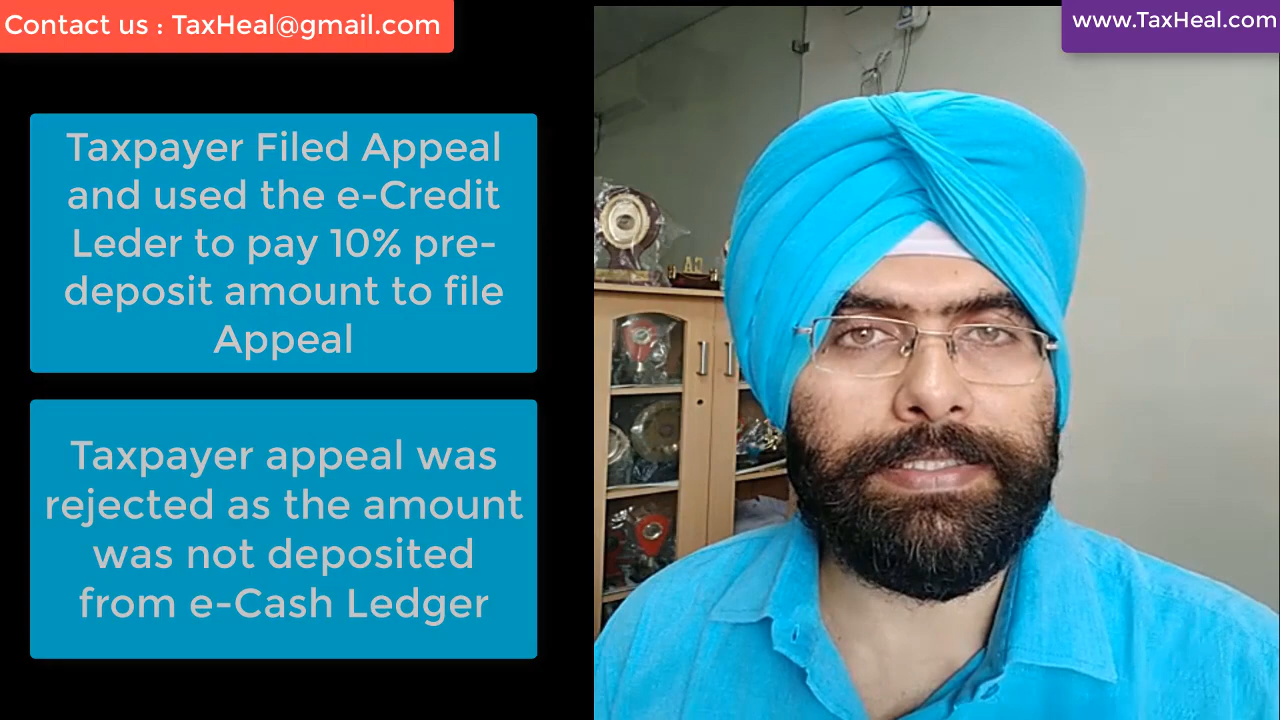 Contact us : TaxHeal@gmail.com
www.TaxHeal.com
Taxpayer Filed Appeal
and used the e-Credit
Leder to pay 10% pre-
deposit amount to file
Appeal
Taxpayer appeal was
rejected as the amount
was not deposited
from e-Cash Ledger